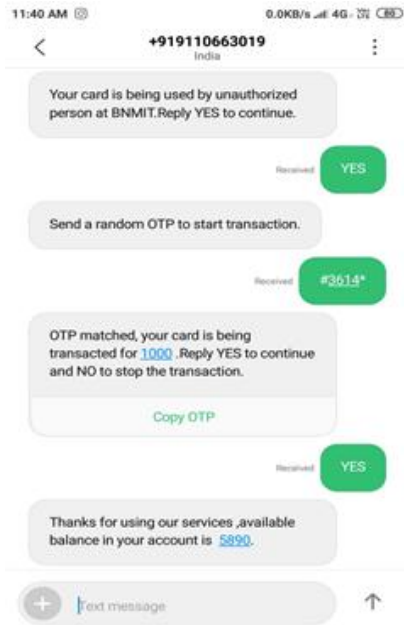 11:40 AM
0.0KB/s 4G
+919110663019
India
Your card is being used by unauthorized
person at BNMIT.Reply YES to continue.
Received
YES
Send a random OTP to start transaction.
Received
#3614*
OTP matched, your card is being
transacted for 1000 .Reply YES to continue
and NO to stop the transaction.
Copy OTP
Received
YES
Thanks for using our services ,available
balance in your account is 5890.
Text message